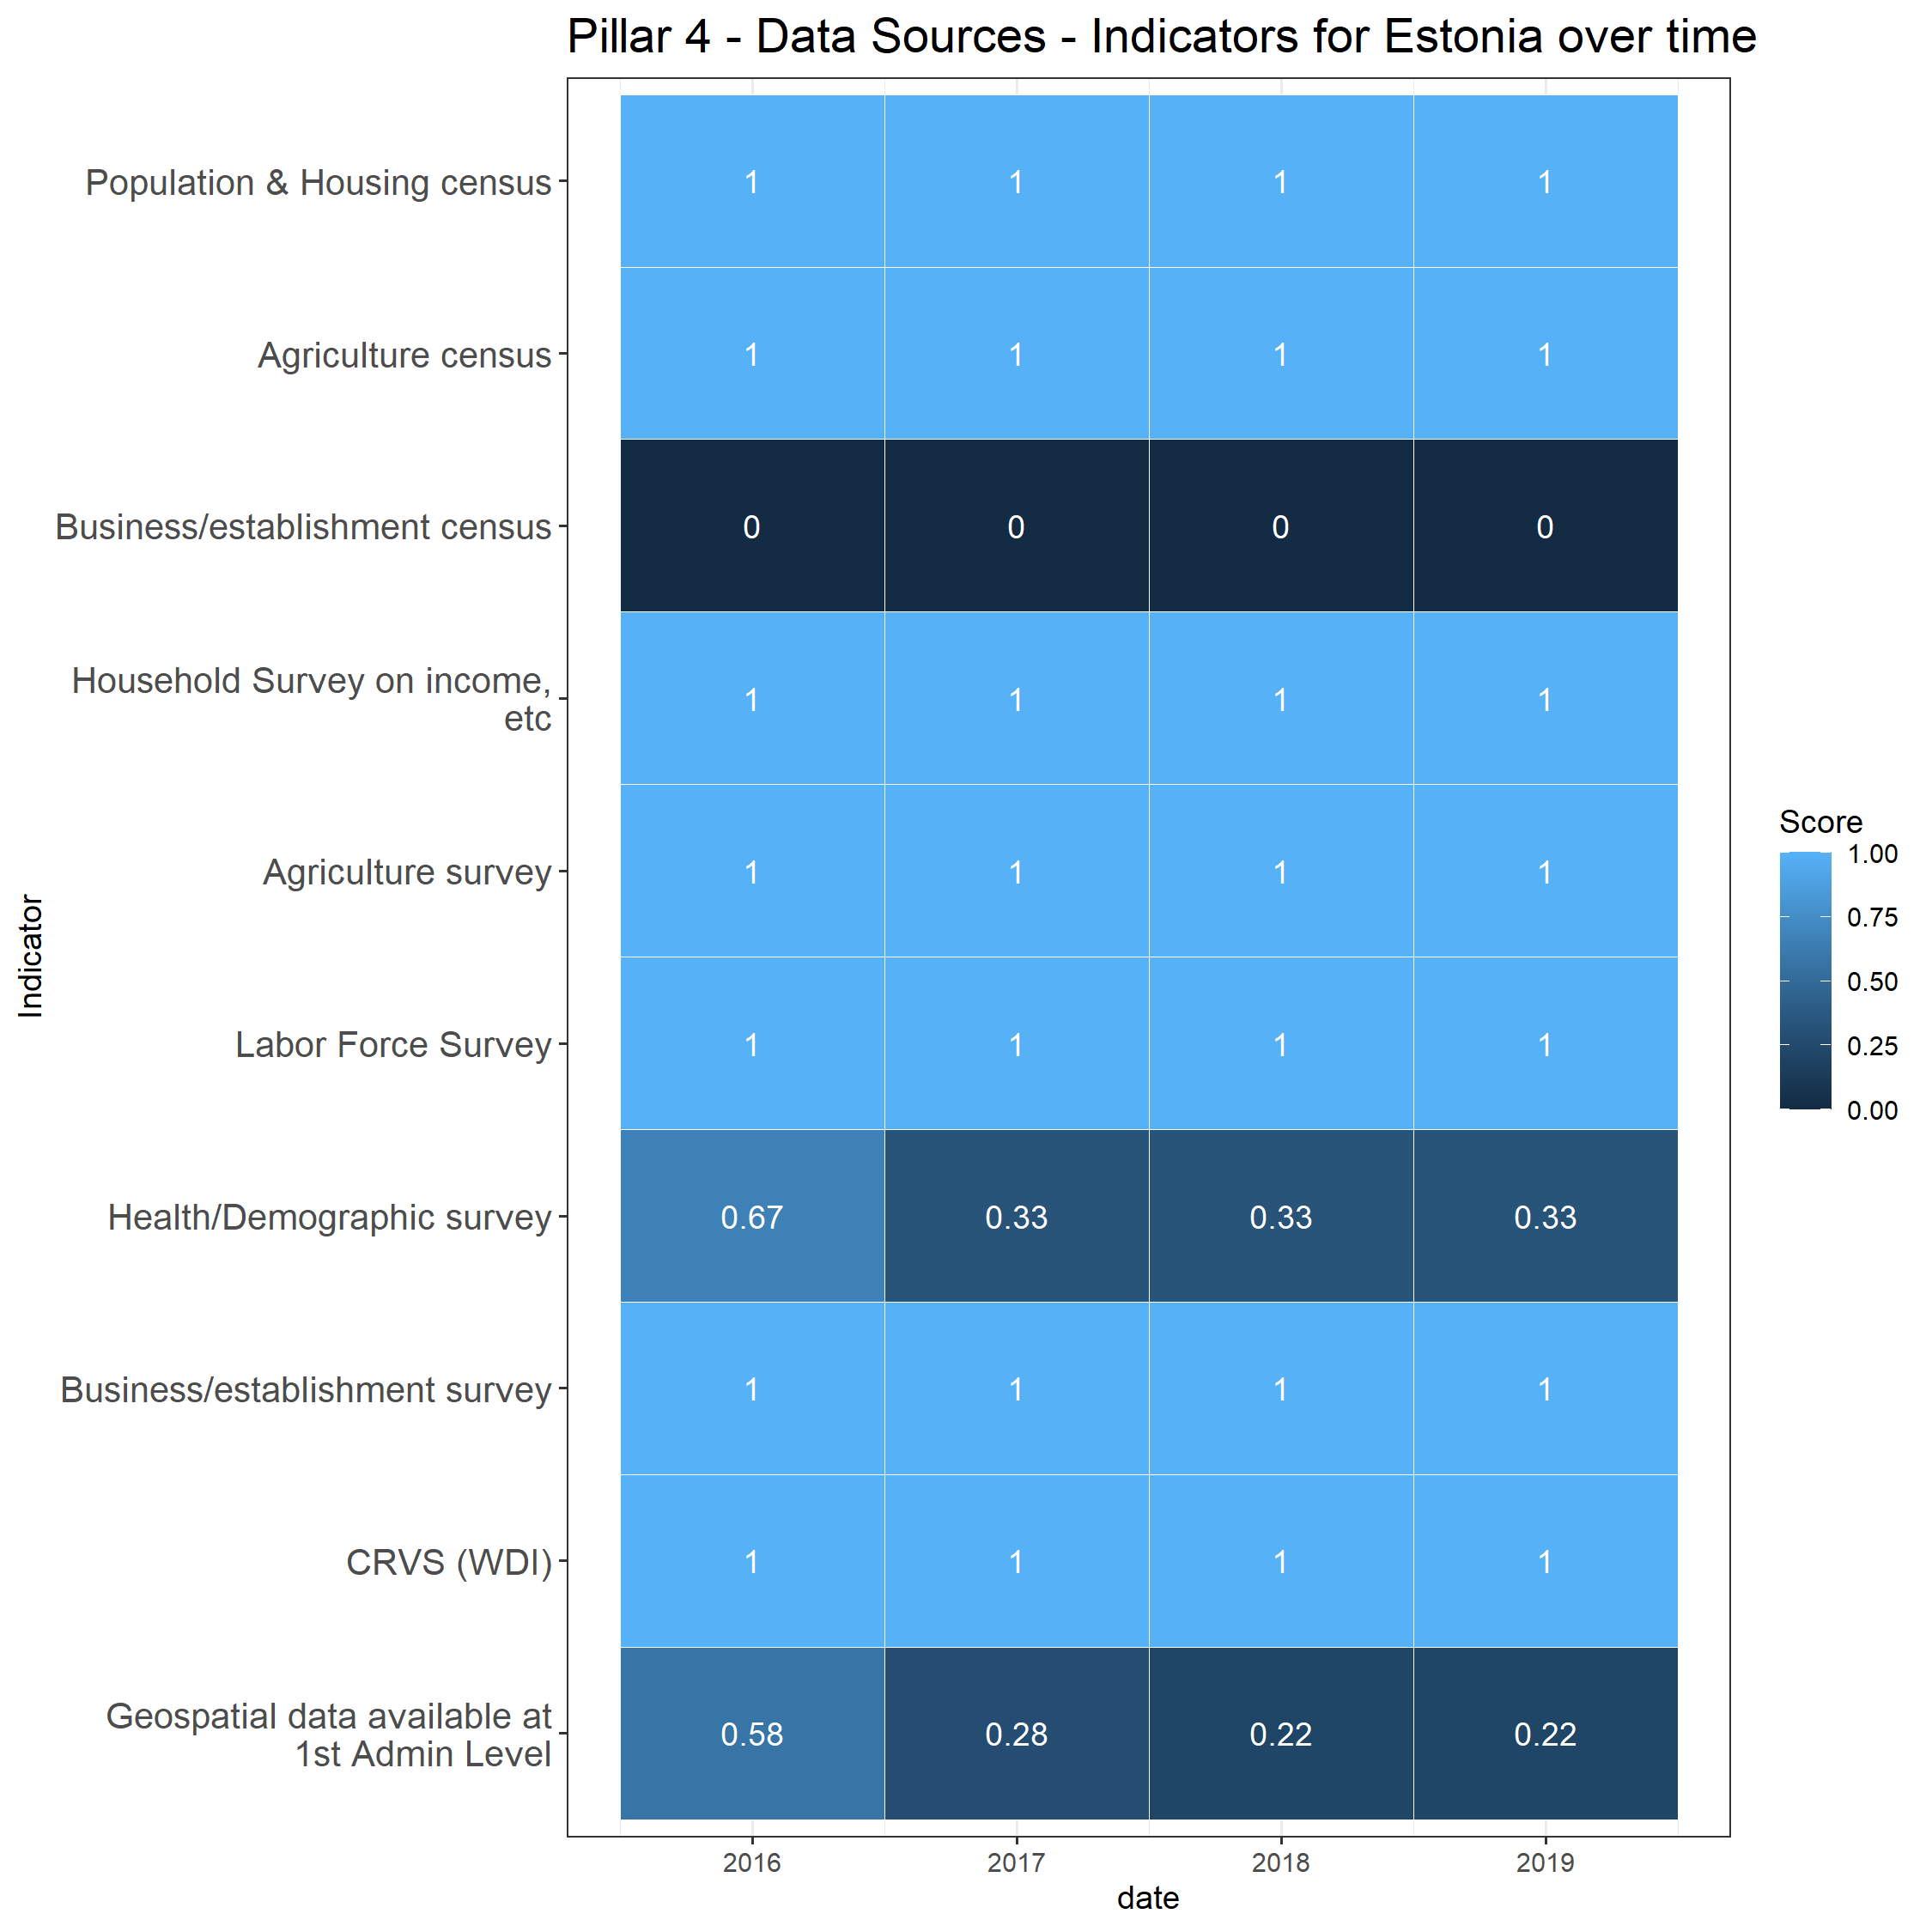 Pillar 4 - Data Sources - Indicators for Estonia over time
Population & Housing census
1 1 1 1
Agriculture census
1 1 1 1
Business/establishment census
0 0 0 0
Household Survey on income,
etc
1 1 1 1
Agriculture survey
1 1 1 1
Labor Force Survey
1 1 1 1
Health/Demographic survey
0.67 0.33 0.33 0.33
Business/establishment survey
1 1 1 1
CRVS (WDI)
1 1 1 1
Geospatial data available at
1st Admin Level
0.58 0.28 0.22 0.22
2016 2017 2018 2019
date
Indicator
Score
1.00
0.75
0.50
0.25
0.00